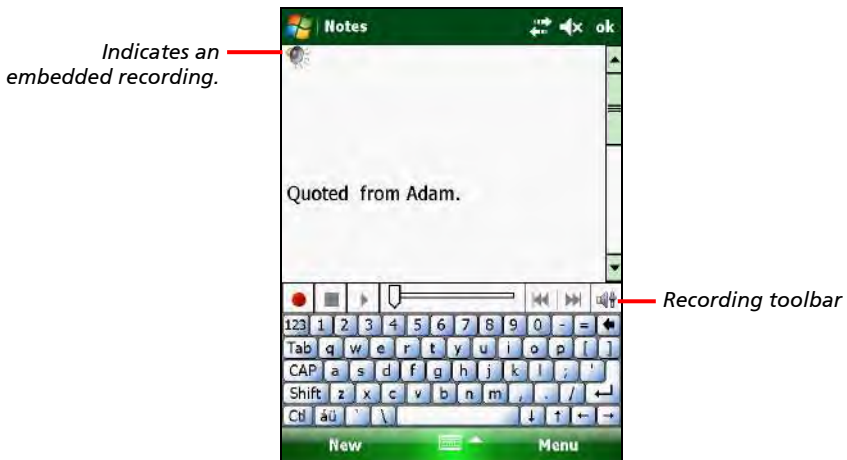 Notes ok
Indicates an
embedded recording.
Quoted from Adam.
Recording toolbar
123 1 2 3 4 5 6 7 8 9 0 - = 
Tab q w e r t y u i o p [ ]
CAP a s d f g h j k l ; '
Shift z x c v b n m , . /
Ctl áü ` \ ↓ ↑ ← →
New Menu